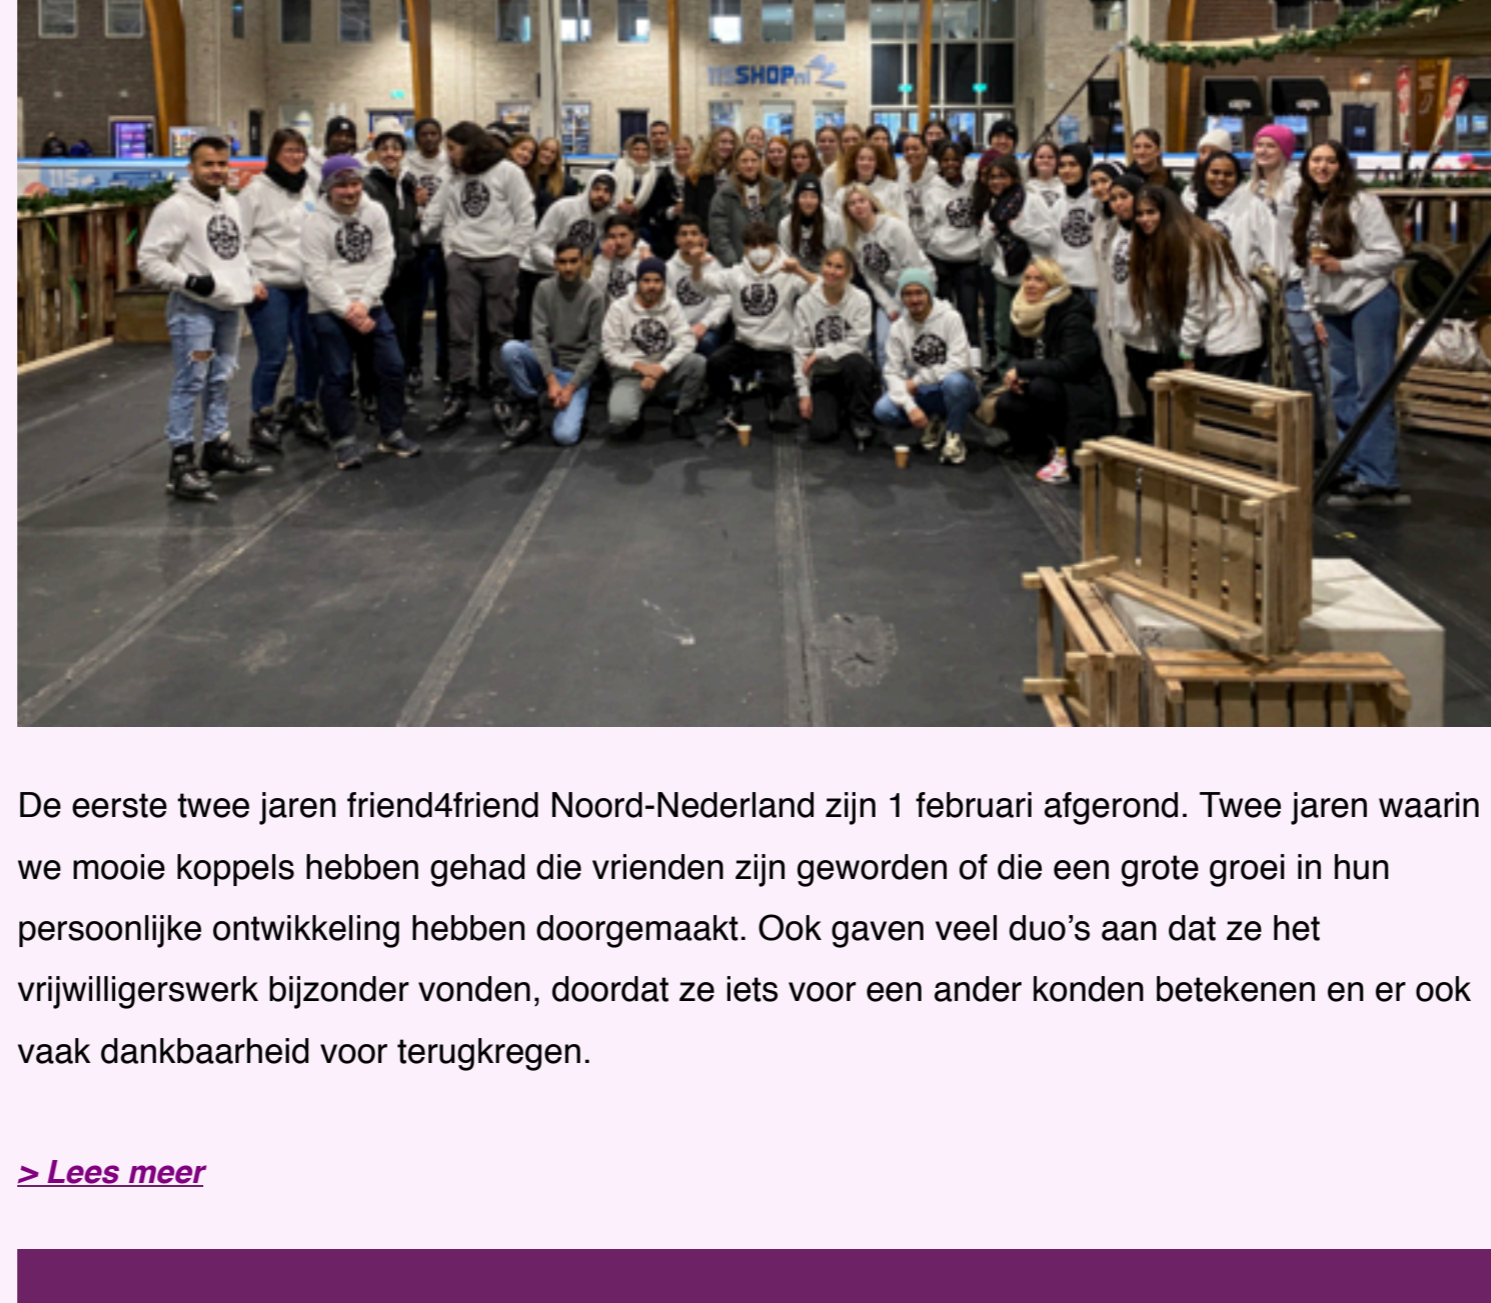 115SHOP.nl
115
De eerste twee jaren friend4friend Noord-Nederland zijn 1 februari afgerond. Twee jaren waarin
we mooie koppels hebben gehad die vrienden zijn geworden of die een grote groei in hun
persoonlijke ontwikkeling hebben doorgemaakt. Ook gaven veel duo’s aan dat ze het
vrijwilligerswerk bijzonder vonden, doordat ze iets voor een ander konden betekenen en er ook
vaak dankbaarheid voor terugkregen.
> Lees meer